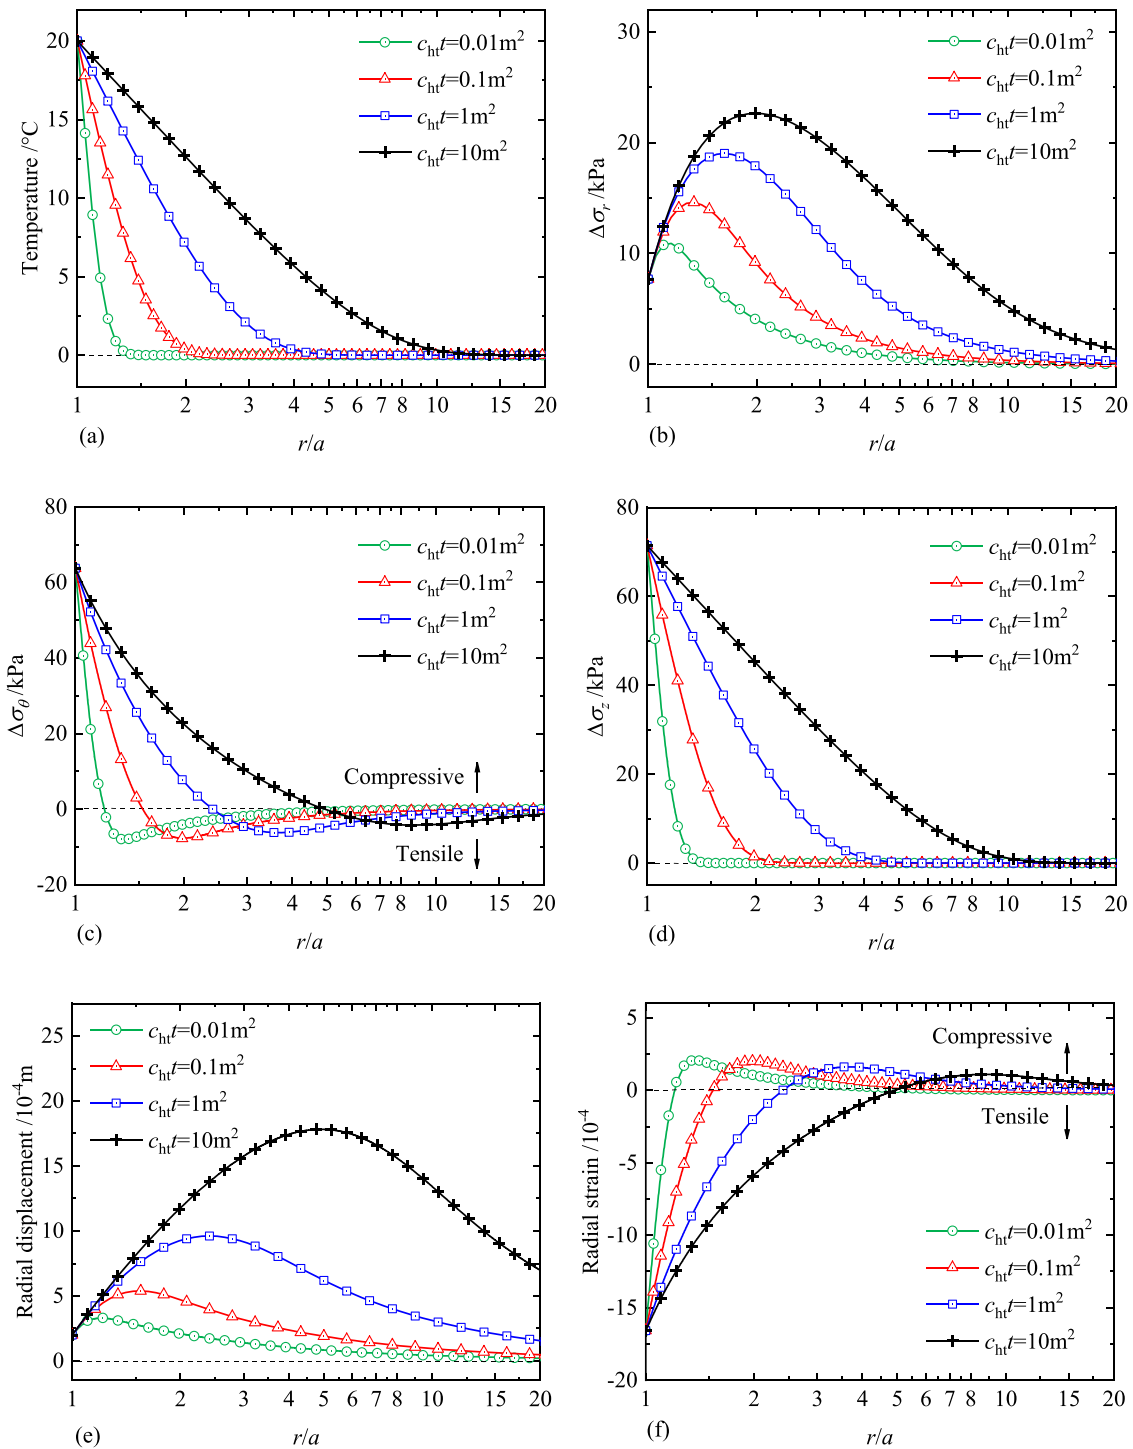 Temperature /°C
20
15
10
5
0
1 2 3 4 5 6 7 8 10 15 20
r/a
(a)
c_ht t=0.01m²
c_ht t=0.1m²
c_ht t=1m²
c_ht t=10m²
Δσ_r /kPa
30
20
10
0
1 2 3 4 5 6 7 8 10 15 20
r/a
(b)
c_ht t=0.01m²
c_ht t=0.1m²
c_ht t=1m²
c_ht t=10m²
Δσ_θ /kPa
80
60
40
20
0
-20
1 2 3 4 5 6 7 8 10 15 20
r/a
(c)
c_ht t=0.01m²
c_ht t=0.1m²
c_ht t=1m²
c_ht t=10m²
Compressive
Tensile
Δσ_z /kPa
80
60
40
20
0
1 2 3 4 5 6 7 8 10 15 20
r/a
(d)
c_ht t=0.01m²
c_ht t=0.1m²
c_ht t=1m²
c_ht t=10m²
Radial displacement /10⁻⁴m
25
20
15
10
5
0
1 2 3 4 5 6 7 8 10 15 20
r/a
(e)
c_ht t=0.01m²
c_ht t=0.1m²
c_ht t=1m²
c_ht t=10m²
Radial strain /10⁻⁴
5
0
-5
-10
-15
-20
1 2 3 4 5 6 7 8 10 15 20
r/a
(f)
Compressive
Tensile
c_ht t=0.01m²
c_ht t=0.1m²
c_ht t=1m²
c_ht t=10m²